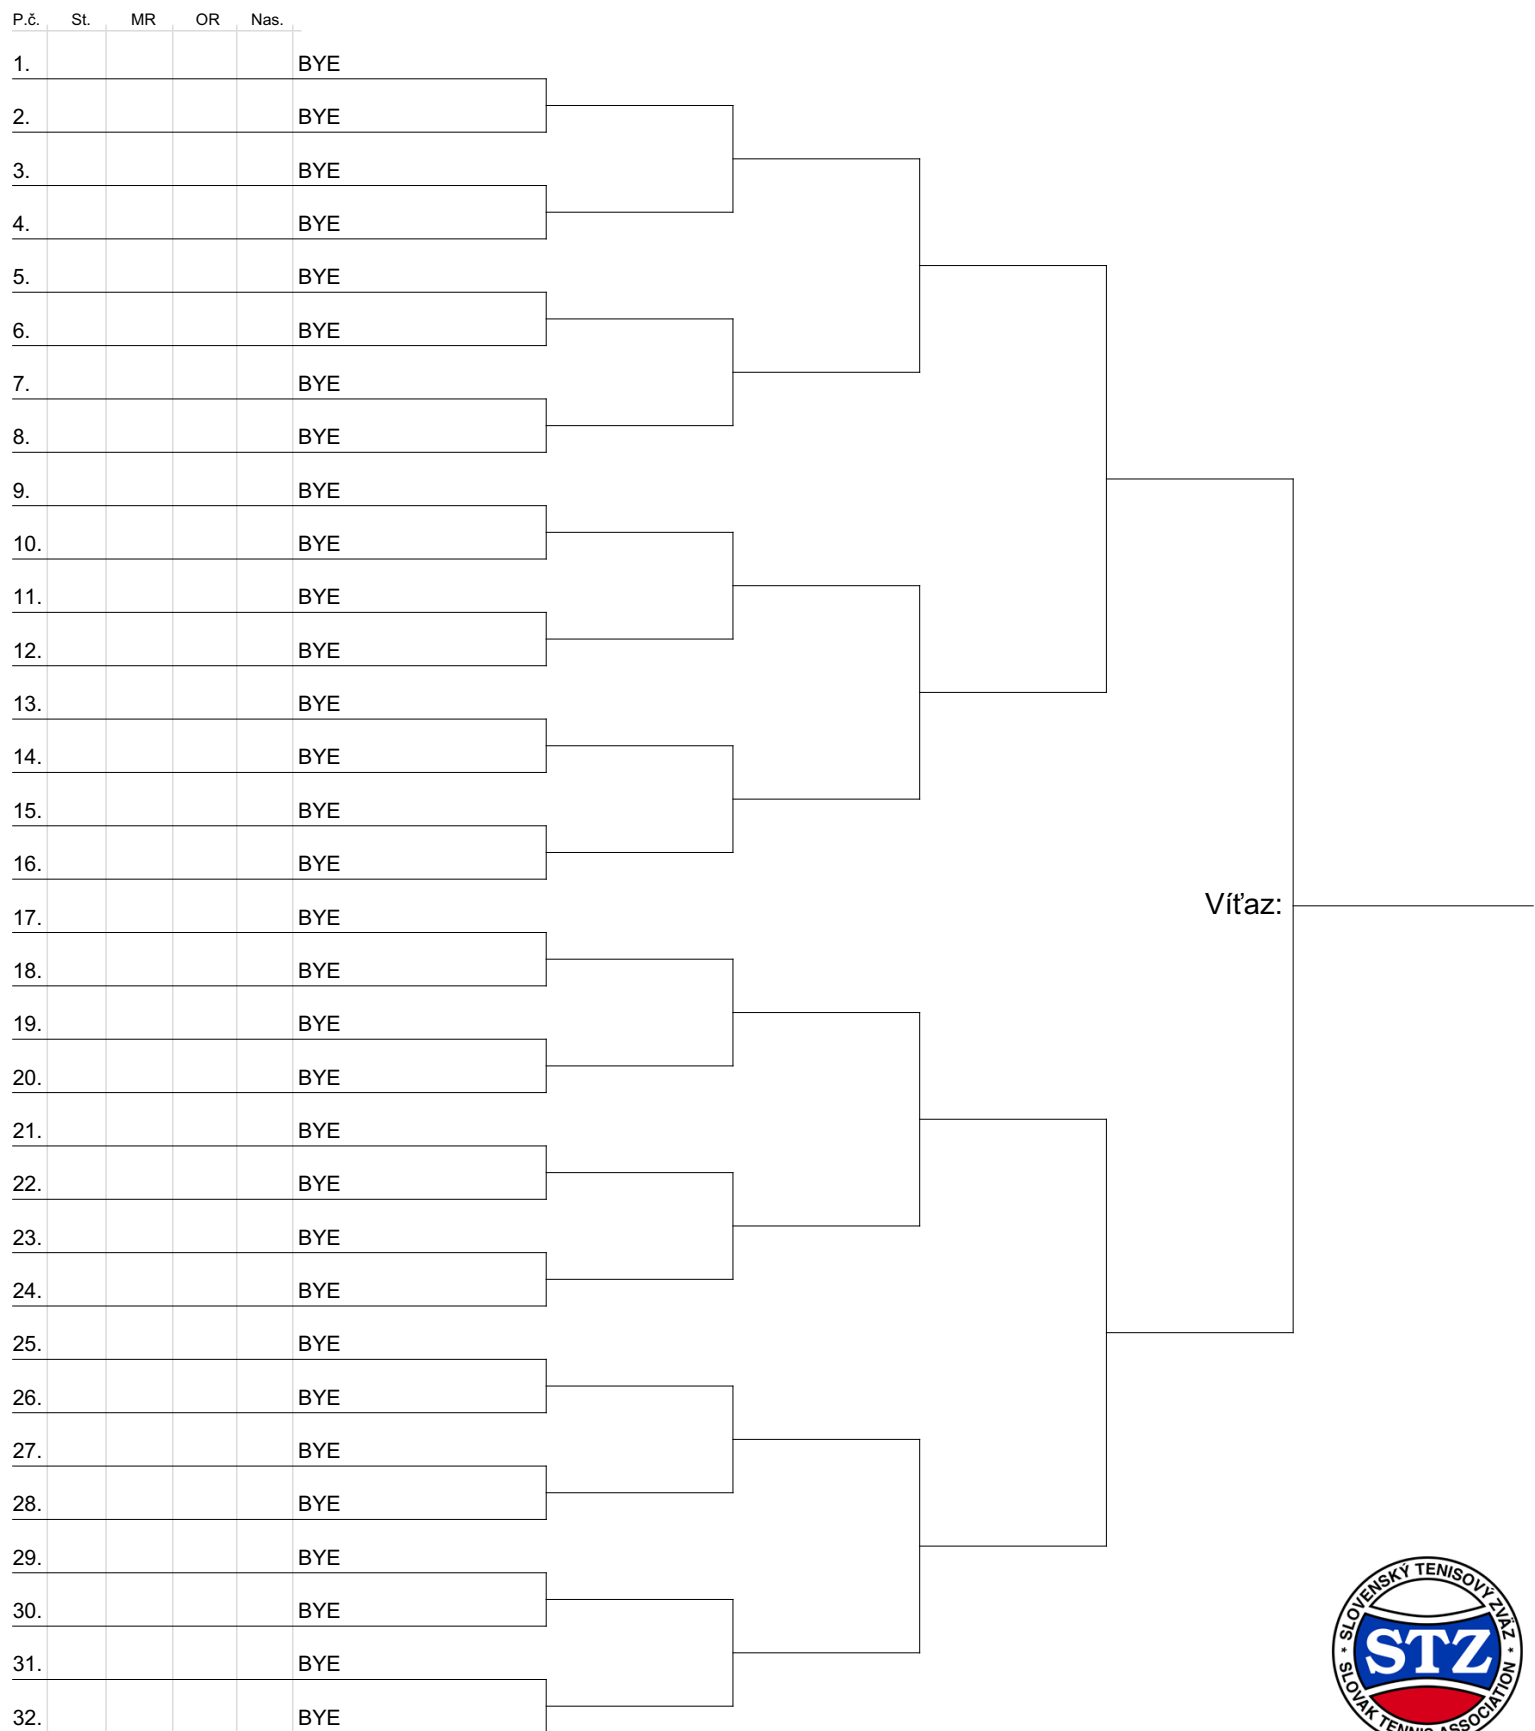 P.č. St. MR OR Nas.
1. BYE
2. BYE
3. BYE
4. BYE
5. BYE
6. BYE
7. BYE
8. BYE
9. BYE
10. BYE
11. BYE
12. BYE
13. BYE
14. BYE
15. BYE
16. BYE
Víťaz:
17. BYE
18. BYE
19. BYE
20. BYE
21. BYE
22. BYE
23. BYE
24. BYE
25. BYE
26. BYE
27. BYE
28. BYE
29. BYE
30. BYE
31. BYE
32. BYE
SLOVENSKÝ TENISOVÝ ZVÄZ
STZ
SLOVAK TENNIS ASSOCIATION